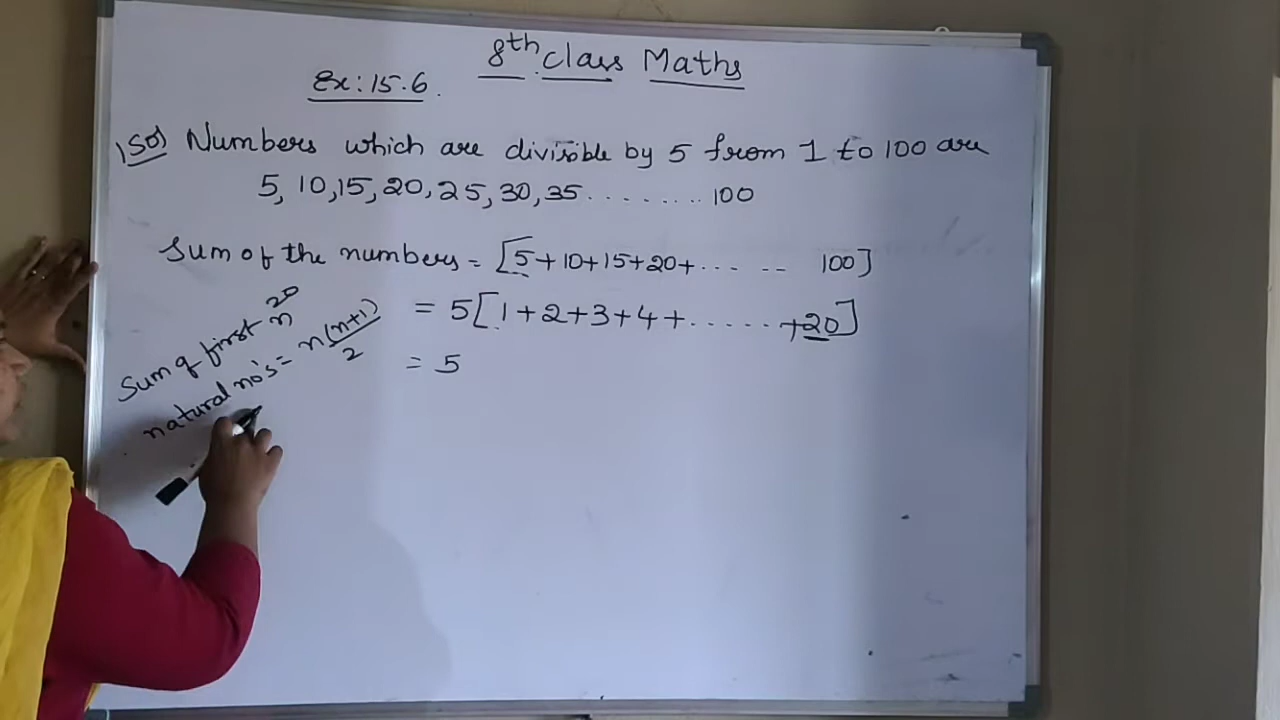 8th class Maths
Ex: 15.6.
1 Sol) Numbers which are divisible by 5 from 1 to 100 are
5, 10, 15, 20, 25, 30, 35 . . . . . . . . 100
Sum of the numbers = [5+10+15+20+ . . . . . . 100]
= 5[1+2+3+4+ . . . . . . +20]
= 5
20
Sum of first n
natural no's = n(n+1)/2